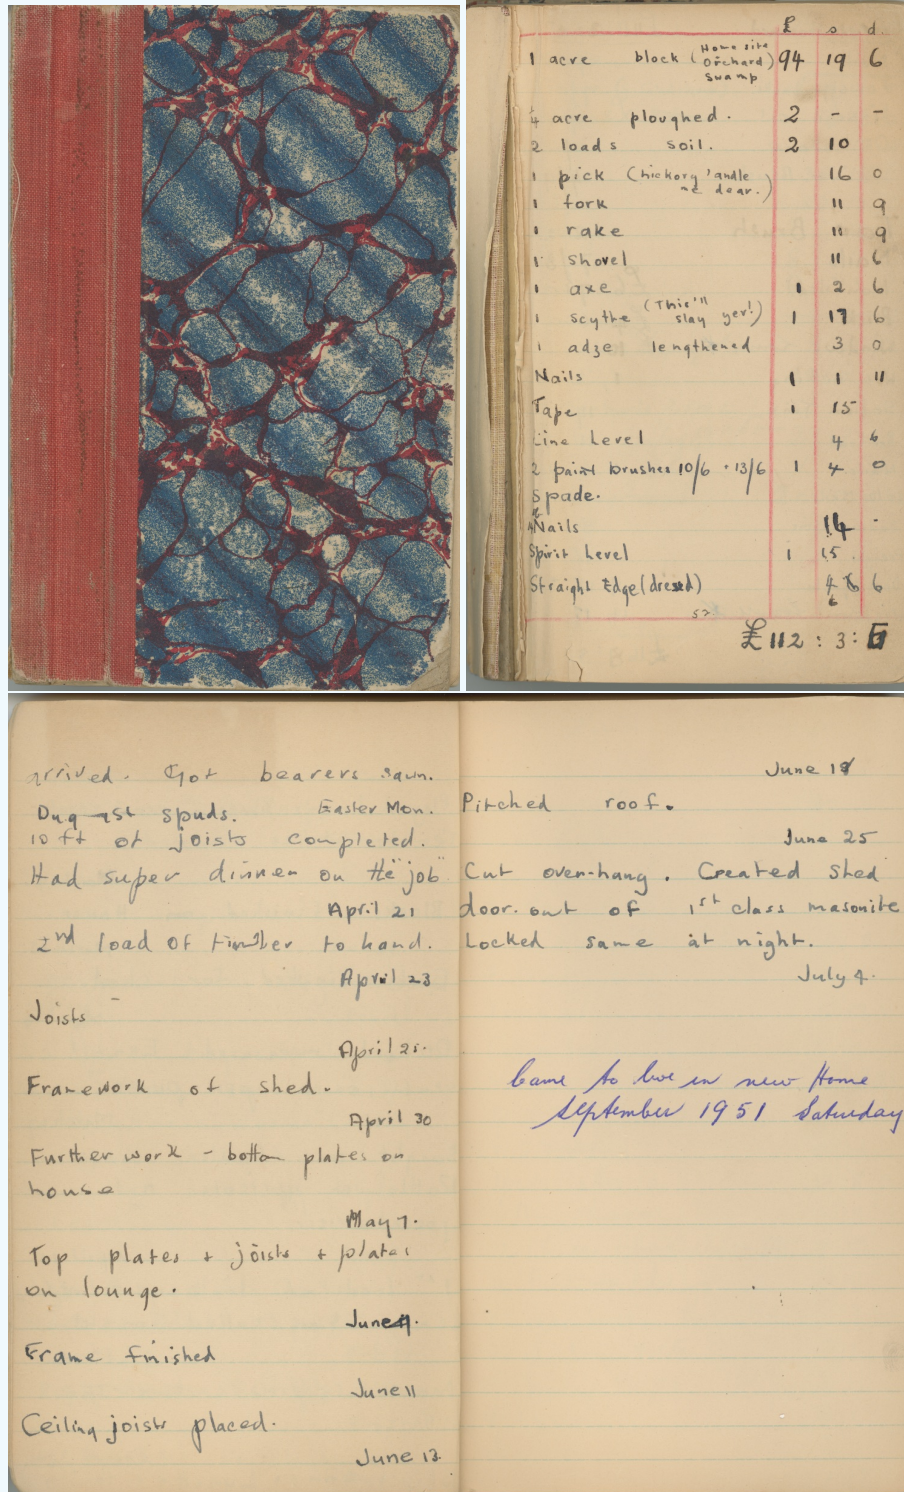 £ s d.
1 acre block (Home site
Orchard) 94 19 6
swamp
¼ acre ploughed. 2 - -
2 loads soil. 2 10
1 pick (hickory 'andle 16 0
me dear.)
1 fork 11 9
1 rake 11 9
1 shovel 11 6
1 axe 1 2 6
1 scythe (This'll 1 17 6
slay yer!)
1 adze lengthened 3 0
Nails 1 1 11
Tape 1 15
Line Level 4 6
2 paint brushes 10/6 · 13/6 1 4 0
Spade.
Nails 14 -
Spirit Level 1 15
Straight Edge (dressed) 4 6
6
£112 : 3 :
arrived. Got bearers sawn.
Dug 1st spuds. Easter Mon.
10 ft of joists completed.
Had super dinner on the "job"
April 21
2nd load of timber to hand.
April 23
Joists
April 25.
Framework of shed.
April 30
Further work - bottom plates on
house
May 7.
Top plates + joists + plates
on lounge.
June
Frame finished
June 11
Ceiling joists placed.
June 13
June 18
Pitched roof.
June 25
Cut over-hang. Created shed
door. out of 1st class masonite
Locked same at night.
July 4.
Came to live in new Home
September 1951 Saturday